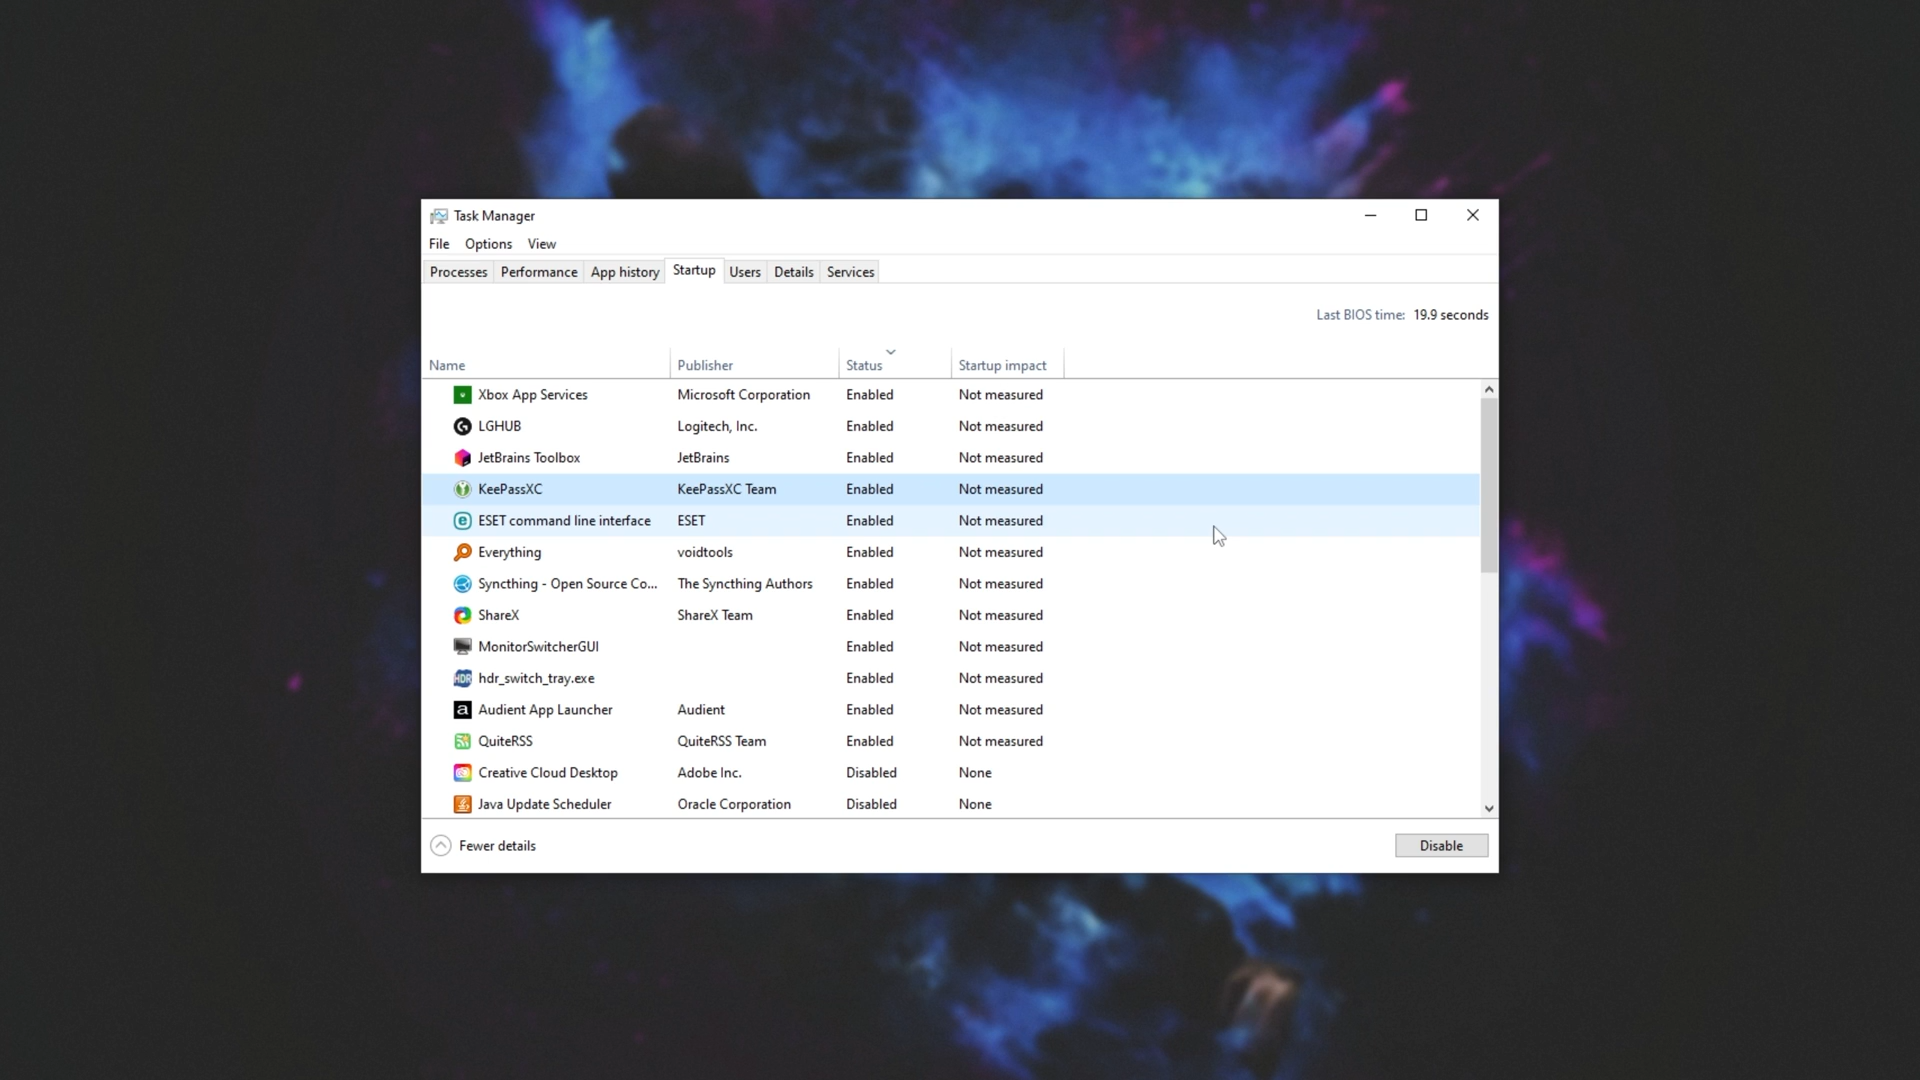 Task Manager
File Options View
Processes Performance App history Startup Users Details Services
Last BIOS time: 19.9 seconds
Name Publisher Status Startup impact
Xbox App Services Microsoft Corporation Enabled Not measured
LGHUB Logitech, Inc. Enabled Not measured
JetBrains Toolbox JetBrains Enabled Not measured
KeePassXC KeePassXC Team Enabled Not measured
ESET command line interface ESET Enabled Not measured
Everything voidtools Enabled Not measured
Syncthing - Open Source Co... The Syncthing Authors Enabled Not measured
ShareX ShareX Team Enabled Not measured
MonitorSwitcherGUI Enabled Not measured
HDR hdr_switch_tray.exe Enabled Not measured
a Audient App Launcher Audient Enabled Not measured
QuiteRSS QuiteRSS Team Enabled Not measured
Creative Cloud Desktop Adobe Inc. Disabled None
Java Update Scheduler Oracle Corporation Disabled None
Fewer details Disable